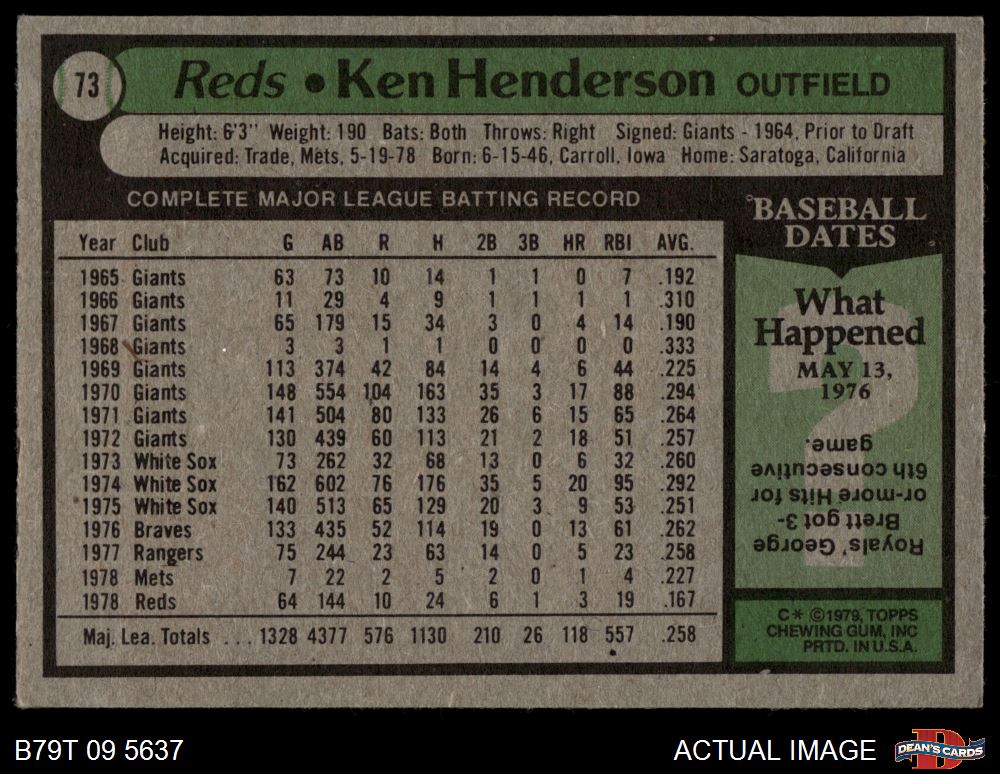 73
Reds • Ken Henderson OUTFIELD
Height: 6'3" Weight: 190 Bats: Both Throws: Right Signed: Giants - 1964, Prior to Draft
Acquired: Trade, Mets, 5-19-78 Born: 6-15-46, Carroll, Iowa Home: Saratoga, California
COMPLETE MAJOR LEAGUE BATTING RECORD
Year Club G AB R H 2B 3B HR RBI AVG.
1965 Giants 63 73 10 14 1 1 0 7 .192
1966 Giants 11 29 4 9 1 1 1 1 .310
1967 Giants 65 179 15 34 3 0 4 14 .190
1968 Giants 3 3 1 1 0 0 0 0 .333
1969 Giants 113 374 42 84 14 4 6 44 .225
1970 Giants 148 554 104 163 35 3 17 88 .294
1971 Giants 141 504 80 133 26 6 15 65 .264
1972 Giants 130 439 60 113 21 2 18 51 .257
1973 White Sox 73 262 32 68 13 0 6 32 .260
1974 White Sox 162 602 76 176 35 5 20 95 .292
1975 White Sox 140 513 65 129 20 3 9 53 .251
1976 Braves 133 435 52 114 19 0 13 61 .262
1977 Rangers 75 244 23 63 14 0 5 23 .258
1978 Mets 7 22 2 5 2 0 1 4 .227
1978 Reds 64 144 10 24 6 1 3 19 .167
Maj. Lea. Totals . . . 1328 4377 576 1130 210 26 118 557 .258
BASEBALL
DATES
What
Happened
MAY 13,
1976
?
Royals' George
Brett got 3-
or-more Hits for
6th consecutive
game.
C* ©1979, TOPPS
CHEWING GUM, INC
PRTD. IN U.S.A.
B79T 09 5637
ACTUAL IMAGE
DEAN'S CARDS